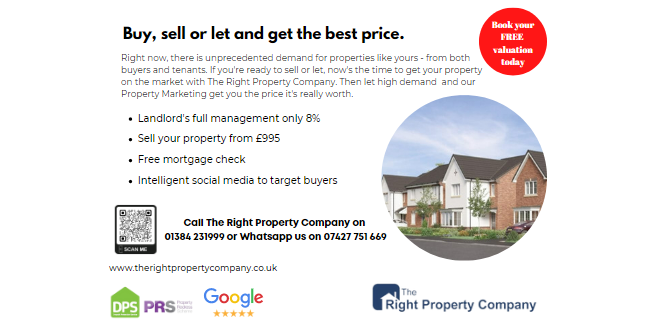 Buy, sell or let and get the best price.
Book your
FREE
valuation
today
Right now, there is unprecedented demand for properties like yours - from both
buyers and tenants. If you're ready to sell or let, now's the time to get your property
on the market with The Right Property Company. Then let high demand and our
Property Marketing get you the price it's really worth.
• Landlord's full management only 8%
• Sell your property from £995
• Free mortgage check
• Intelligent social media to target buyers
SCAN ME
Call The Right Property Company on
01384 231999 or Whatsapp us on 07427 751 669
www.therightpropertycompany.co.uk
DPS
PRS
Property
Redress
Google
The
Right Property Company